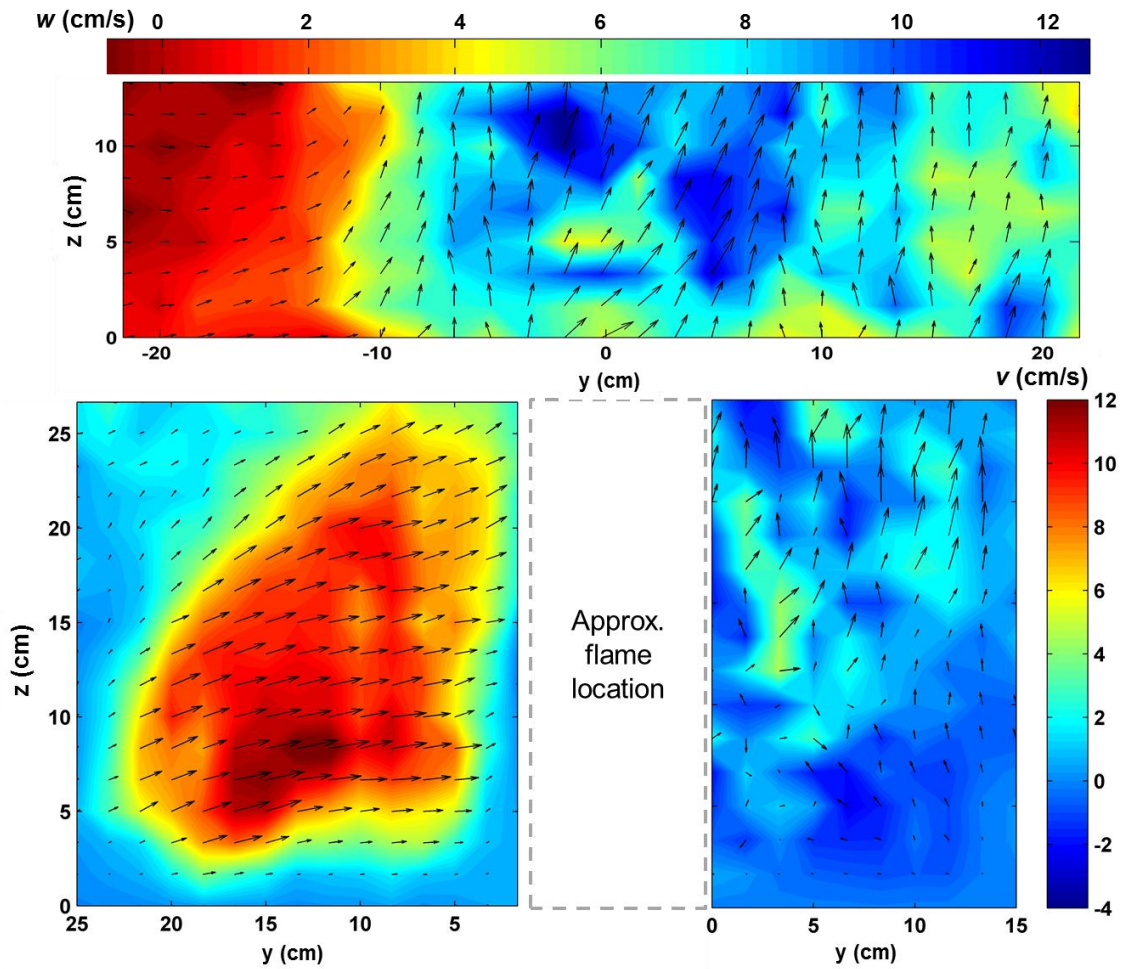 w (cm/s) 0 2 4 6 8 10 12
10
5
0
z (cm)
-20 -10 0 10 20
y (cm)
v (cm/s)
25
20
15
10
5
0
z (cm)
25 20 15 10 5
y (cm)
Approx.
flame
location
0 5 10 15
y (cm)
12
10
8
6
4
2
0
-2
-4